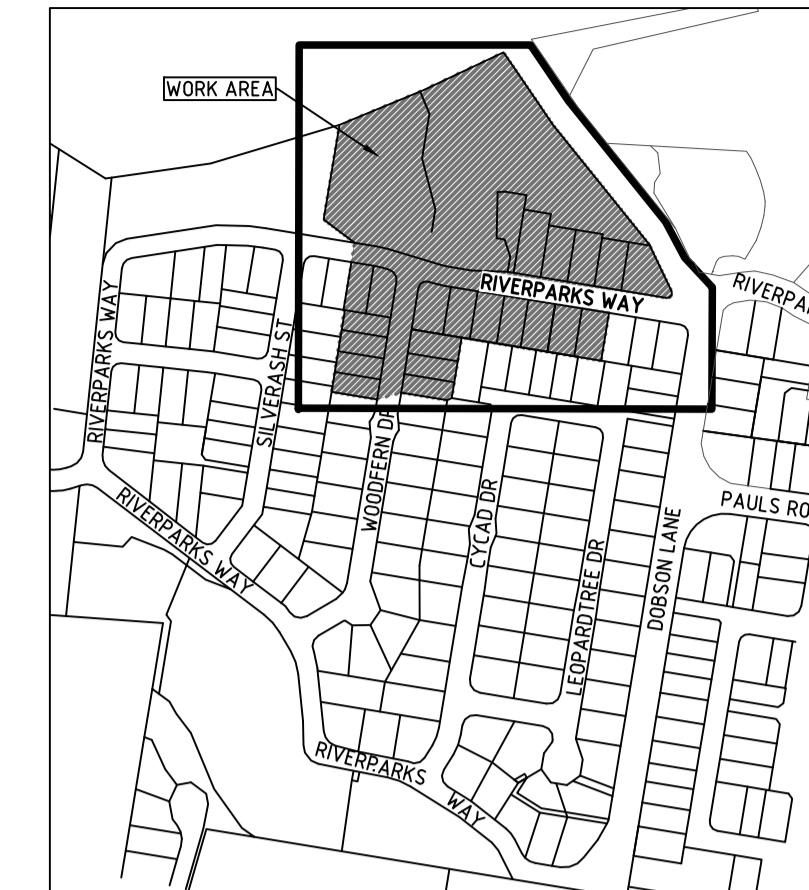 WORK AREA
RIVERPARKS WAY
RIVERPA
RIVERPARKS WAY
SILVERASH ST
WOODFERN DR
RIVERPARKS WAY
CYCAD DR
LEOPARDTREE DR
DOBSON LANE
PAULS RO
RIVERPARKS
WAY